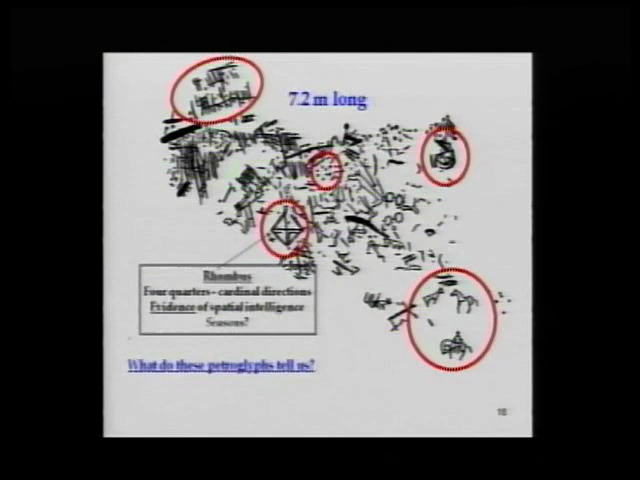 7.2 m long
Rhombus
Four quarters - cardinal directions
Evidence of spatial intelligence
Seasons?
What do these petroglyphs tell us?
18